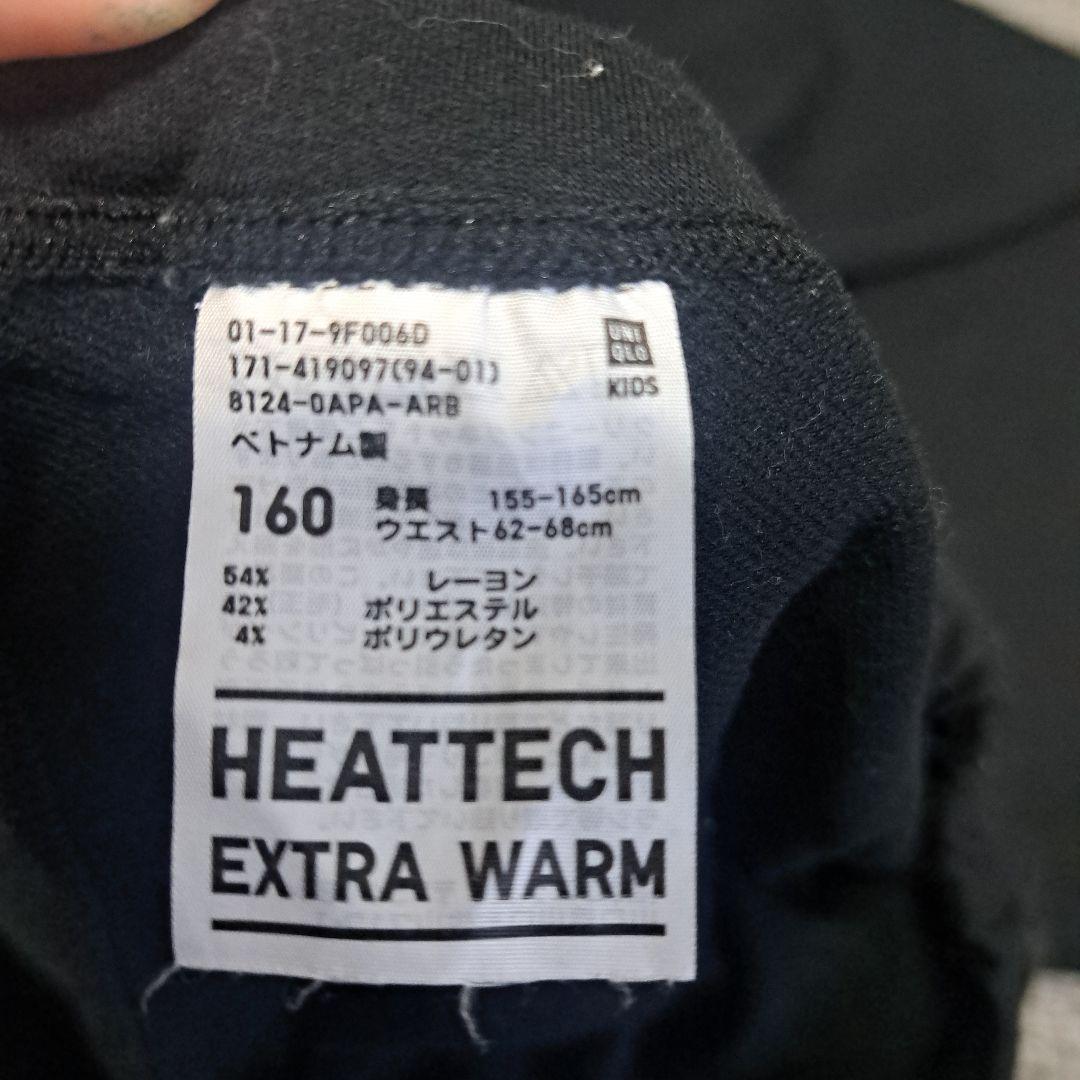 01-17-9F006D
171-419097(94-01)
8124-0APA-ARB
ベトナム製
UNI
QLO
KIDS
160
身長 155-165cm
ウエスト62-68cm
54% レーヨン
42% ポリエステル
4% ポリウレタン
HEATTECH
EXTRA WARM